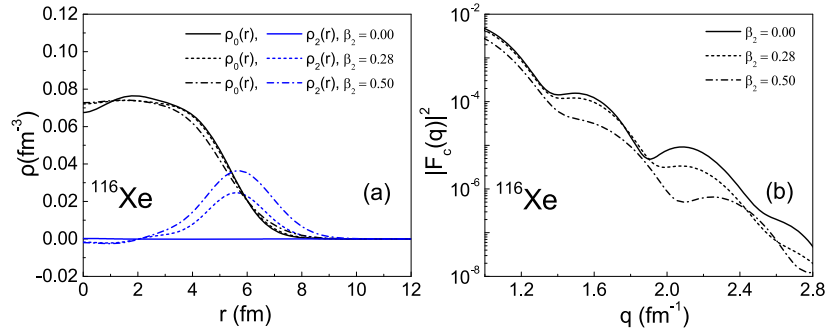 0.12
0.10
0.08
0.06
0.04
0.02
0.00
-0.02
0 2 4 6 8 10 12
ρ(fm⁻³)
r (fm)
ρ₀(r), ρ₂(r), β₂ = 0.00
ρ₀(r), ρ₂(r), β₂ = 0.28
ρ₀(r), ρ₂(r), β₂ = 0.50
¹¹⁶Xe
(a)
10⁻²
10⁻⁴
10⁻⁶
10⁻⁸
1.2 1.6 2.0 2.4 2.8
|F_c(q)|²
q (fm⁻¹)
β₂ = 0.00
β₂ = 0.28
β₂ = 0.50
¹¹⁶Xe
(b)